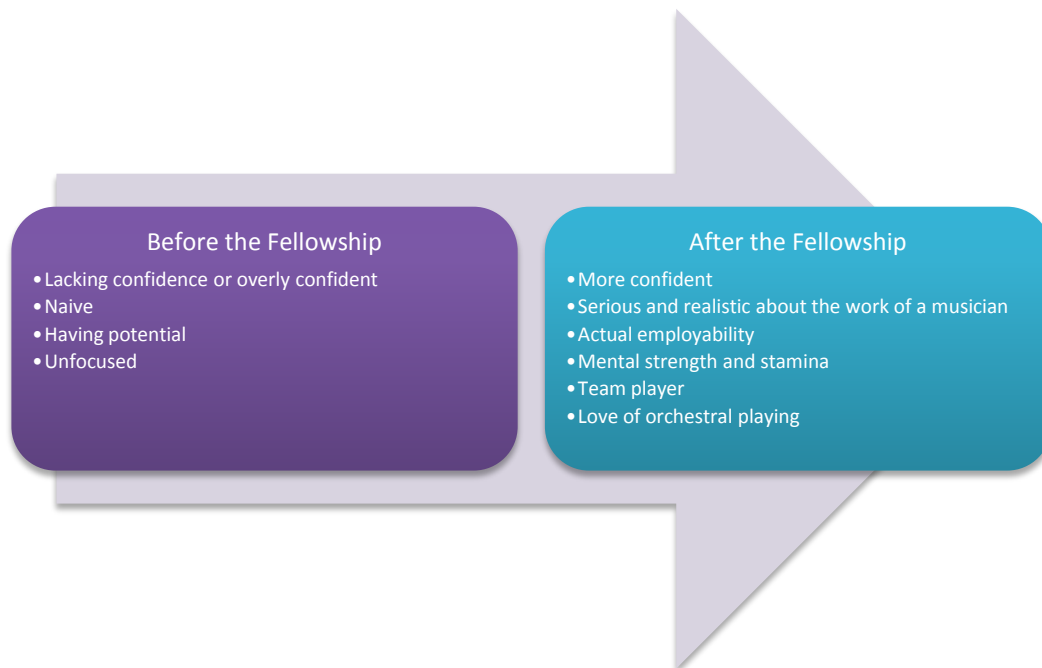 Before the Fellowship
•Lacking confidence or overly confident
•Naive
•Having potential
•Unfocused
After the Fellowship
•More confident
•Serious and realistic about the work of a musician
•Actual employability
•Mental strength and stamina
•Team player
•Love of orchestral playing